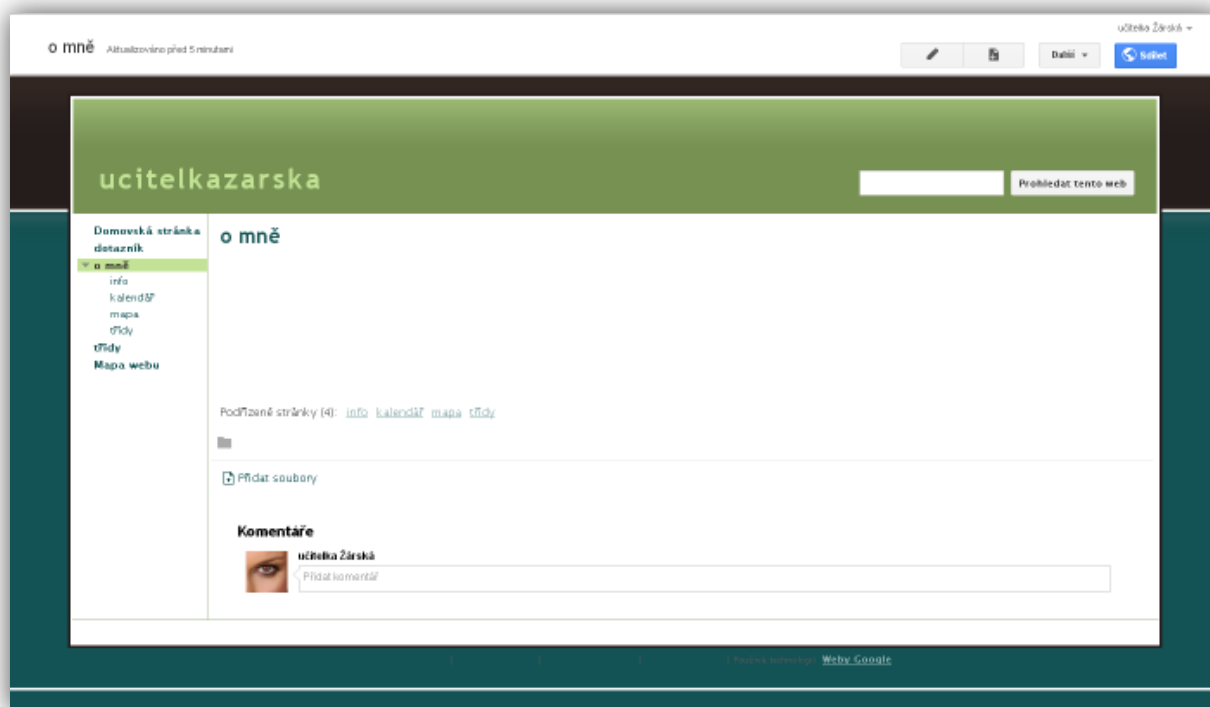 učitelka Žárská
o mně Aktualizováno před 5 minutami
Další
Sdílet
ucitelkazarska
Prohledat tento web
Domovská stránka
dotazník
o mně
info
kalendář
mapa
třídy
třídy
Mapa webu
o mně
Podřízené stránky (4): info kalendář mapa třídy
Přidat soubory
Komentáře
učitelka Žárská
Přidat komentář
| | | | Používá technologii Weby Google